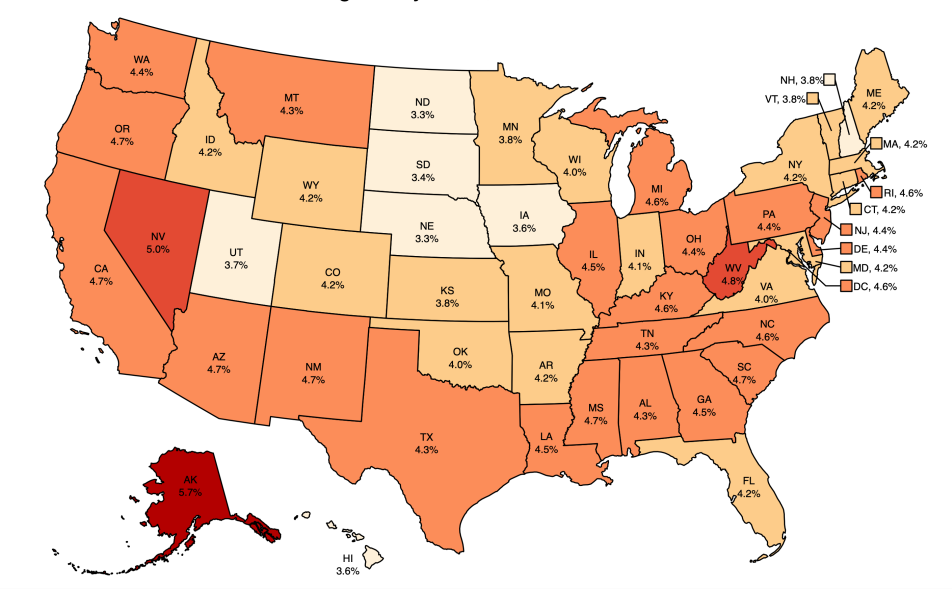 WA
4.4%
MT
4.3%
ND
3.3%
MN
3.8%
NH, 3.8%
VT, 3.8%
ME
4.2%
OR
4.7%
ID
4.2%
SD
3.4%
WI
4.0%
MI
4.6%
NY
4.2%
MA, 4.2%
RI, 4.6%
CT, 4.2%
WY
4.2%
NE
3.3%
IA
3.6%
PA
4.4%
NJ, 4.4%
DE, 4.4%
MD, 4.2%
DC, 4.6%
NV
5.0%
UT
3.7%
CO
4.2%
KS
3.8%
MO
4.1%
IL
4.5%
IN
4.1%
OH
4.4%
WV
4.8%
VA
4.0%
CA
4.7%
KY
4.6%
NC
4.6%
TN
4.3%
AZ
4.7%
NM
4.7%
OK
4.0%
AR
4.2%
SC
4.7%
MS
4.7%
AL
4.3%
GA
4.5%
TX
4.3%
LA
4.5%
FL
4.2%
AK
5.7%
HI
3.6%